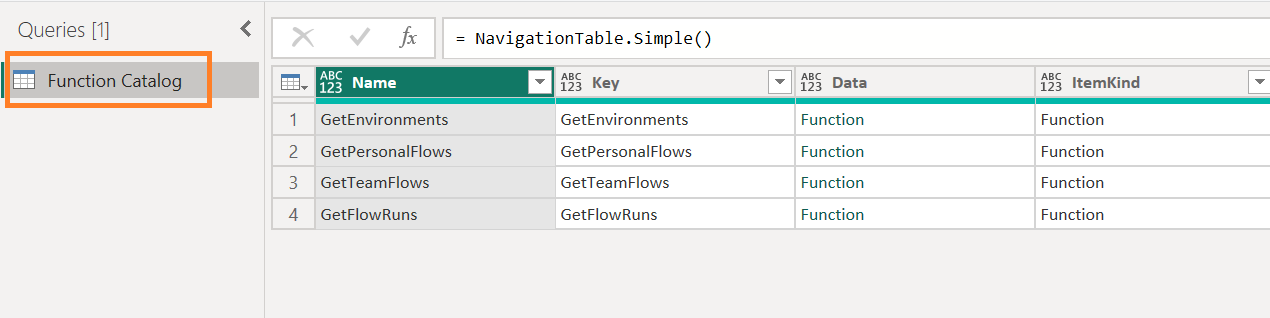 Queries [1]
fx = NavigationTable.Simple()
Function Catalog
ABC 123 Name ABC 123 Key ABC 123 Data ABC 123 ItemKind
1 GetEnvironments GetEnvironments Function Function
2 GetPersonalFlows GetPersonalFlows Function Function
3 GetTeamFlows GetTeamFlows Function Function
4 GetFlowRuns GetFlowRuns Function Function